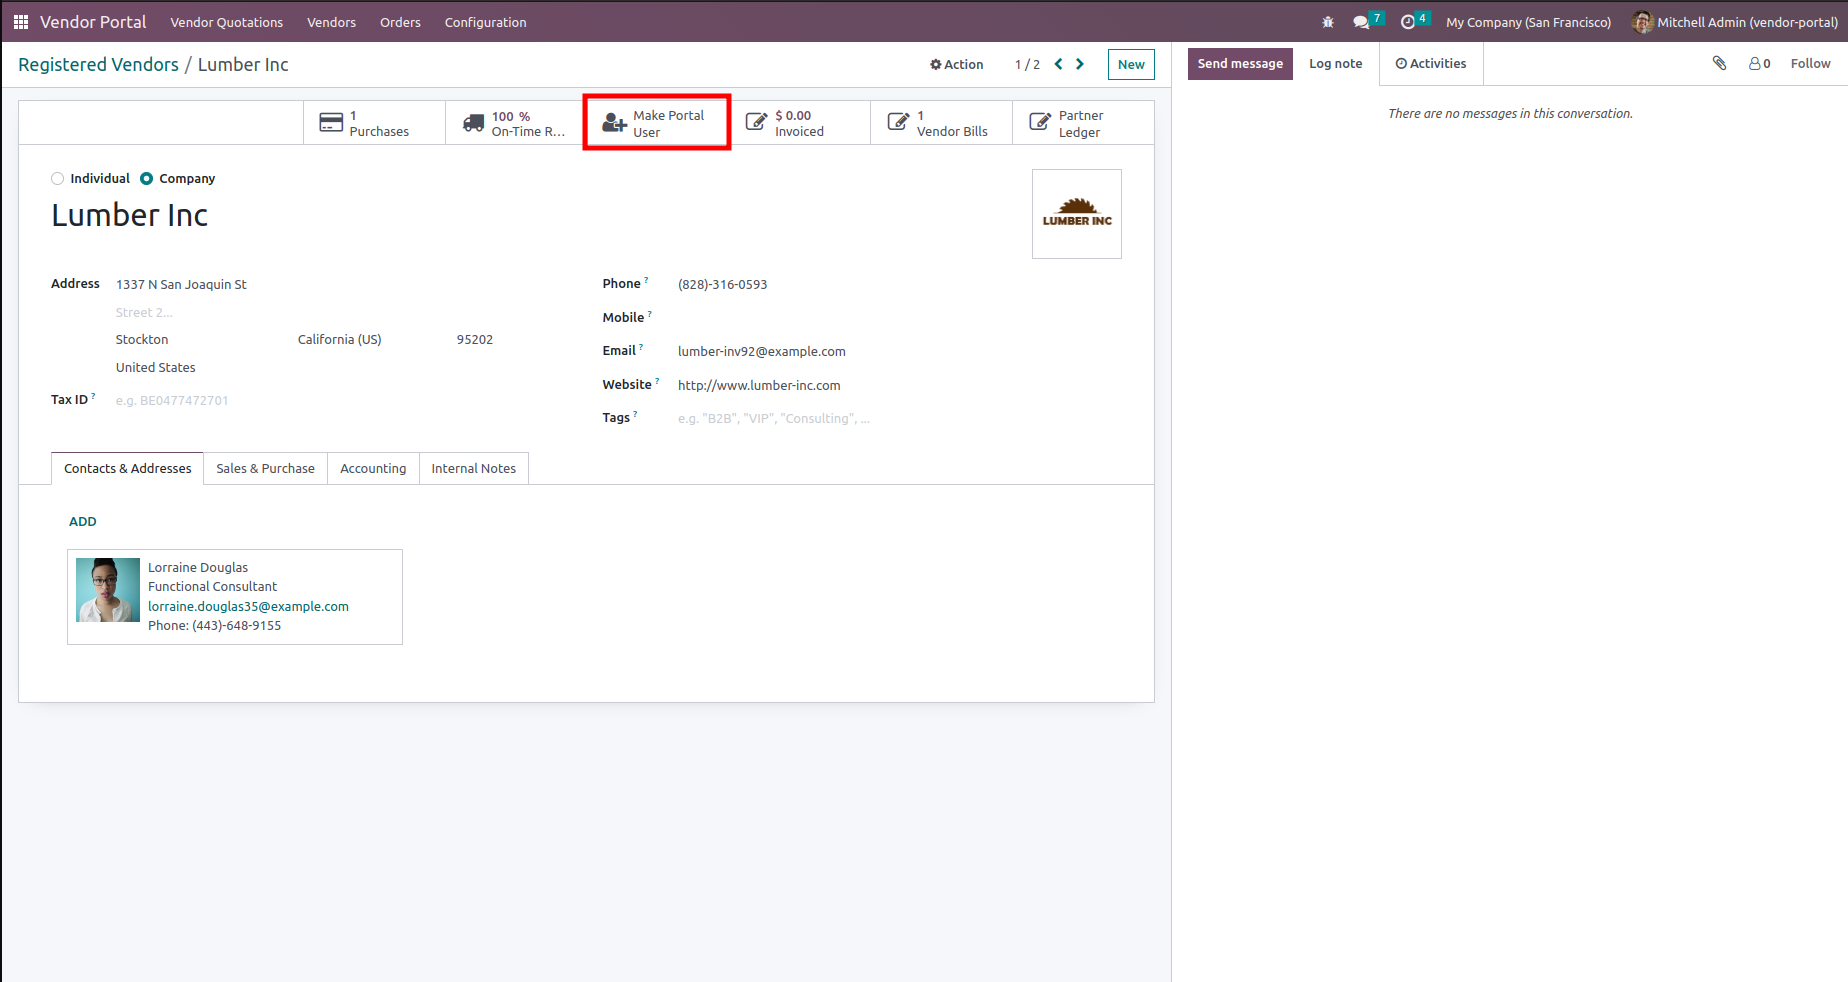 Vendor Portal Vendor Quotations Vendors Orders Configuration 7 4 My Company (San Francisco) Mitchell Admin (vendor-portal)
Registered Vendors / Lumber Inc Action 1 / 2 New Send message Log note Activities 0 Follow
There are no messages in this conversation.
1
Purchases
100 %
On-Time R...
Make Portal
User
$ 0.00
Invoiced
1
Vendor Bills
Partner
Ledger
Individual Company
Lumber Inc
LUMBER INC
Address 1337 N San Joaquin St
Street 2...
Stockton California (US) 95202
United States
Tax ID ? e.g. BE0477472701
Phone ? (828)-316-0593
Mobile ?
Email ? lumber-inv92@example.com
Website ? http://www.lumber-inc.com
Tags ? e.g. "B2B", "VIP", "Consulting", ...
Contacts & Addresses Sales & Purchase Accounting Internal Notes
ADD
Lorraine Douglas
Functional Consultant
lorraine.douglas35@example.com
Phone: (443)-648-9155